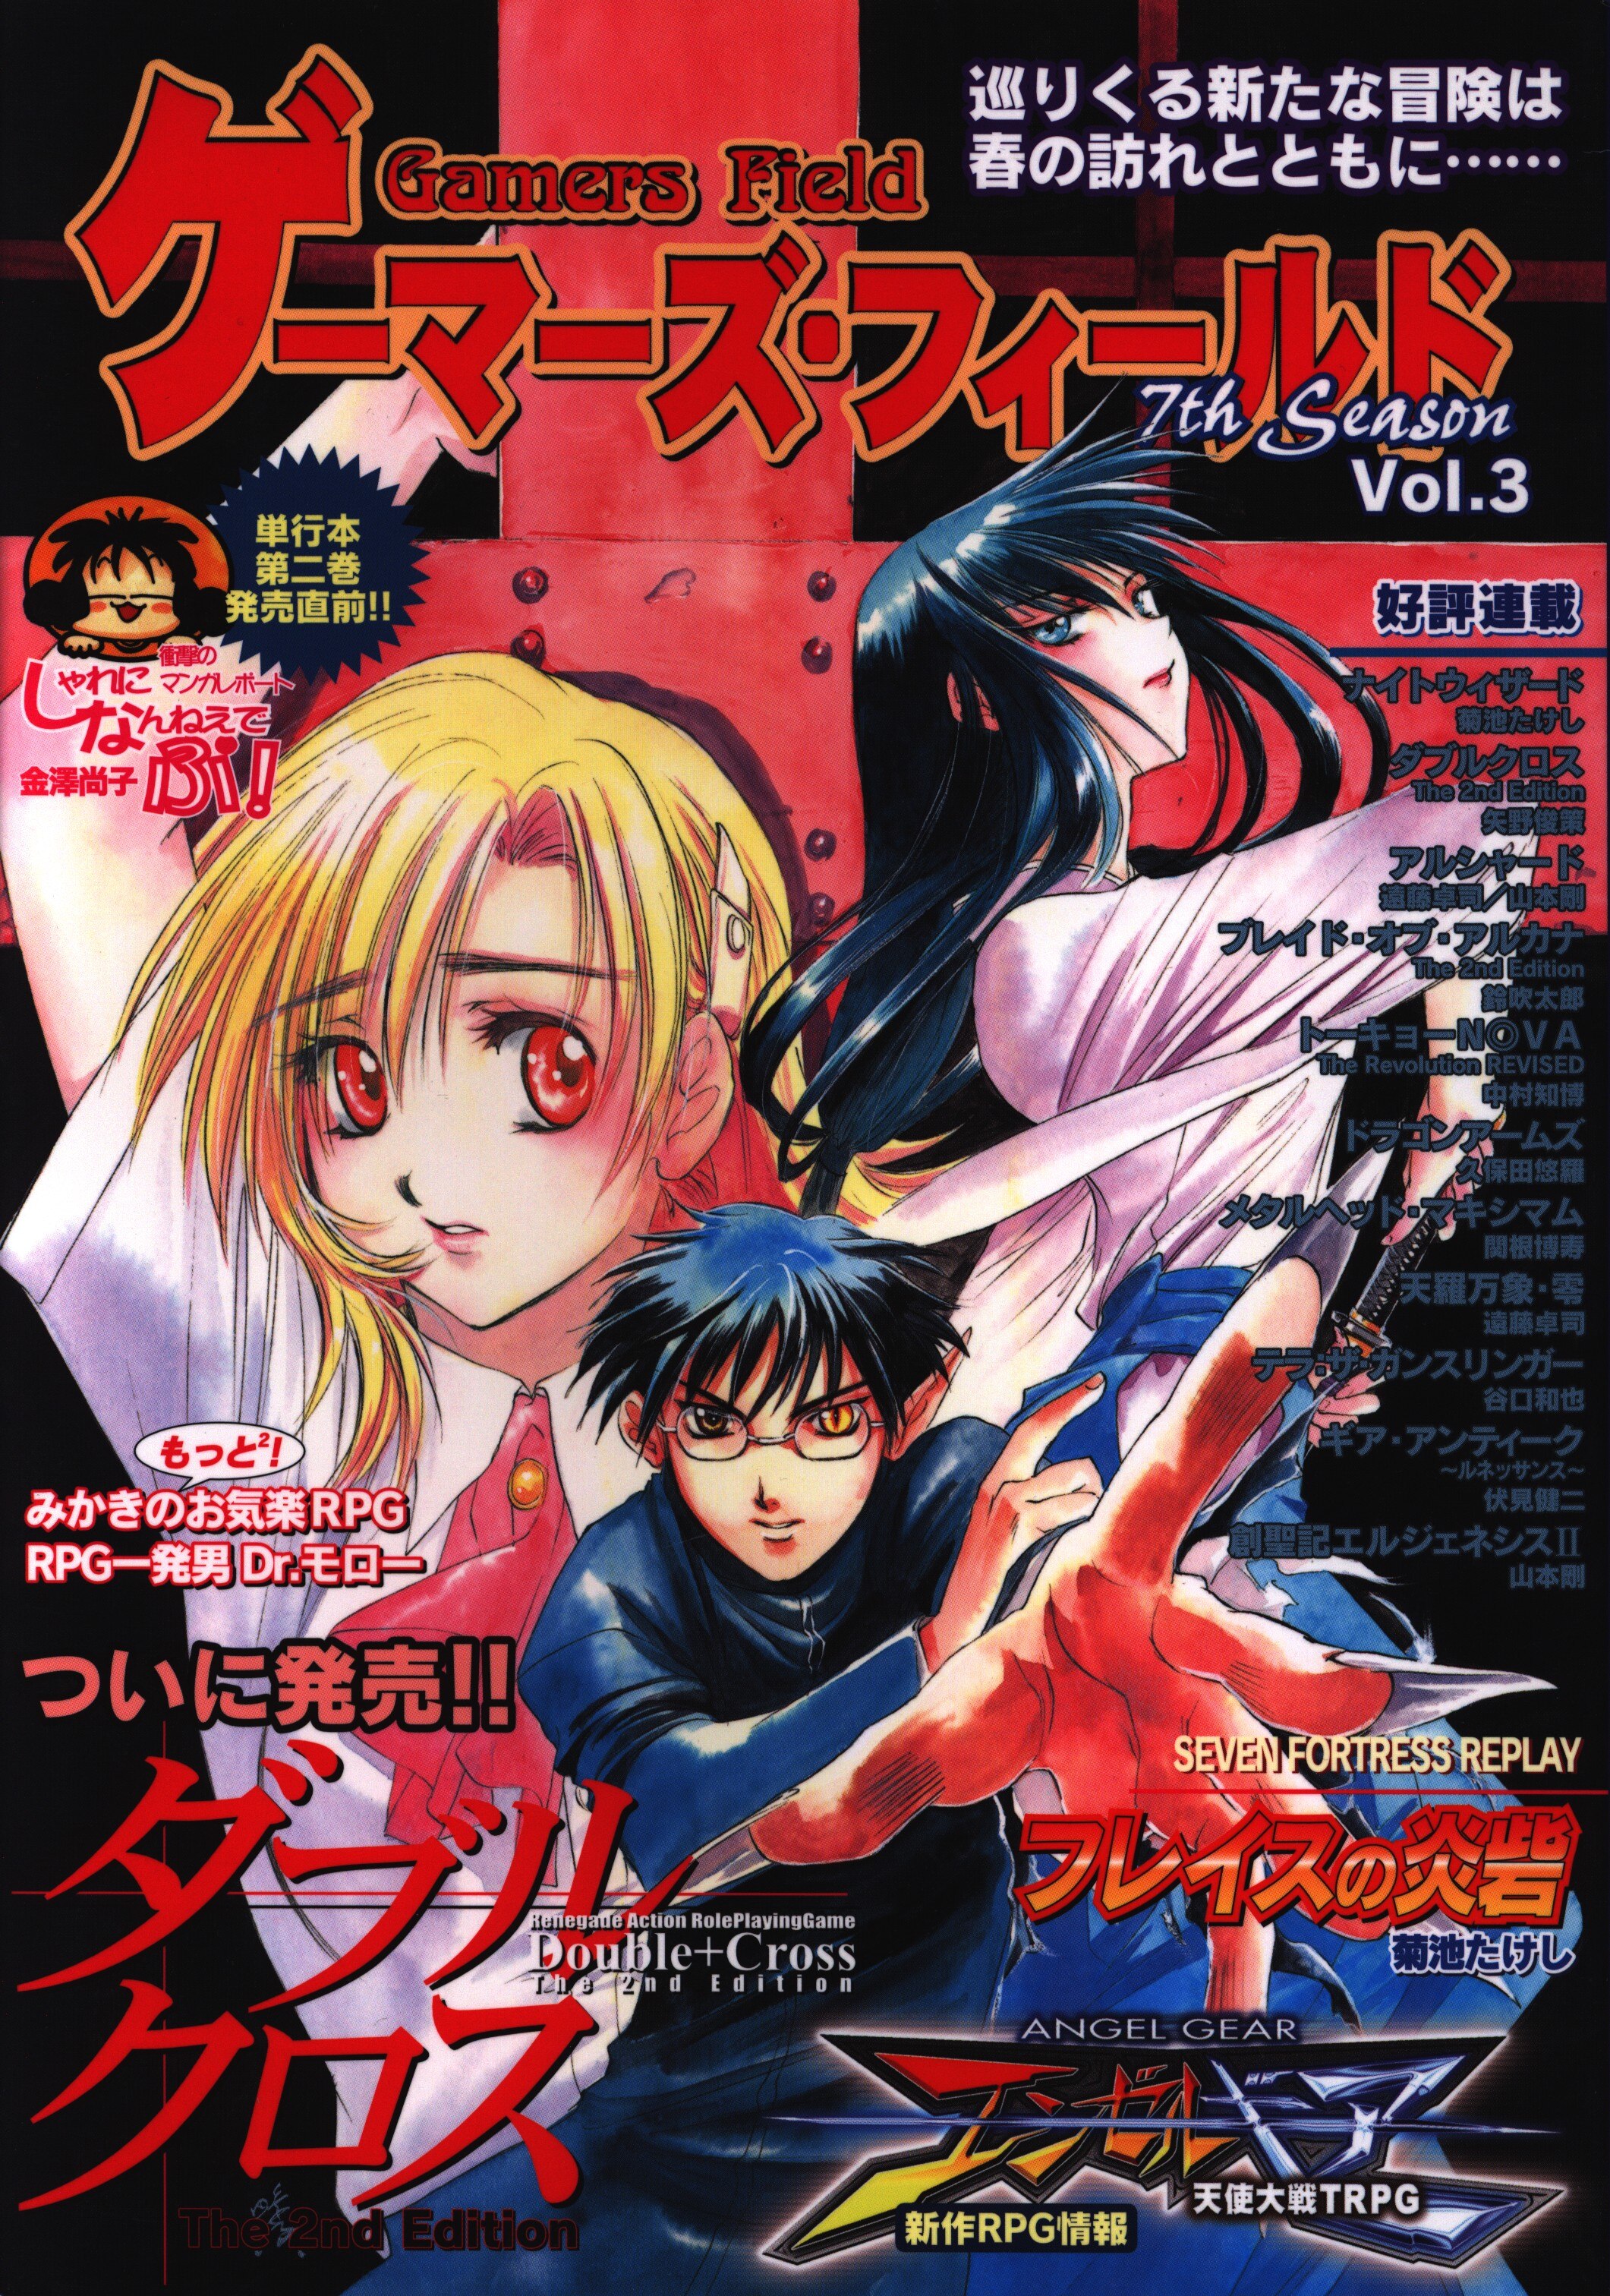 巡りくる新たな冒険は
春の訪れとともに……
Gamers Field
ゲーマーズ・フィールド
7th Season
Vol.3
単行本
第二巻
発売直前!!
衝撃の
マンガレポート
しゃれに
なんねえで
ぷい!
金澤尚子
好評連載
ナイトウィザード
菊池たけし
ダブルクロス
The 2nd Edition
矢野俊策
アルシャード
遠藤卓司／山本剛
ブレイド・オブ・アルカナ
The 2nd Edition
鈴吹太郎
トーキョーN◎VA
The Revolution REVISED
中村知博
ドラゴンアームズ
久保田悠羅
メタルヘッド・マキシマム
関根博寿
天羅万象・零
遠藤卓司
テラ:ザ・ガンスリンガー
谷口和也
ギア・アンティーク
～ルネッサンス～
伏見健二
創聖記エルジェネシスⅡ
山本剛
もっと²!
みかきのお気楽RPG
RPG一発男 Dr.モロー
ついに発売!!
ダブル
クロス
Renegade Action RolePlayingGame
Double+Cross
The 2nd Edition
The 2nd Edition
SEVEN FORTRESS REPLAY
フレイスの炎砦
菊池たけし
ANGEL GEAR
エンゼルギア
天使大戦TRPG
新作RPG情報